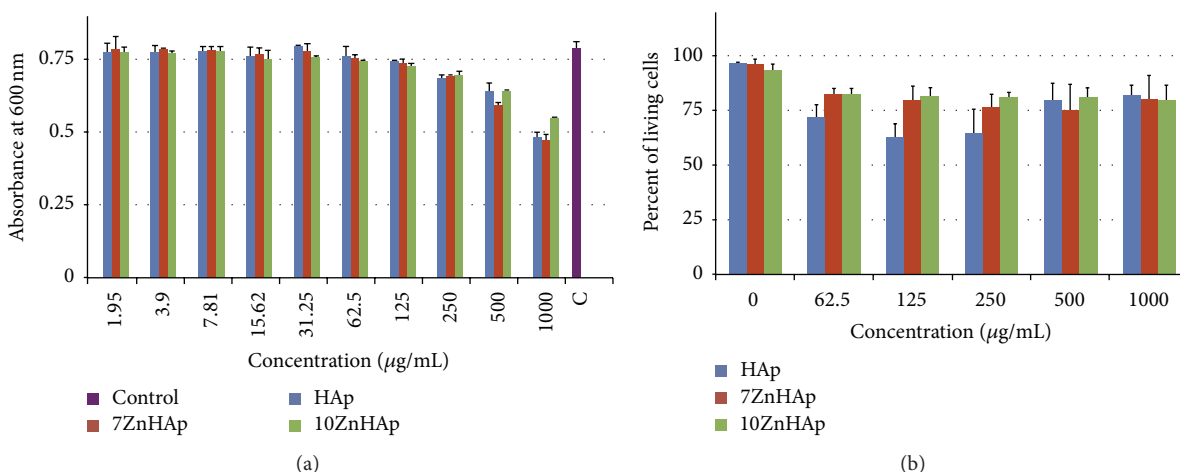 Absorbance at 600 nm
0.75
0.5
0.25
0
1.95
3.9
7.81
15.62
31.25
62.5
125
250
500
1000
C
Concentration (μg/mL)
Control
HAp
7ZnHAp
10ZnHAp
(a)
Percent of living cells
100
75
50
25
0
0
62.5
125
250
500
1000
Concentration (μg/mL)
HAp
7ZnHAp
10ZnHAp
(b)